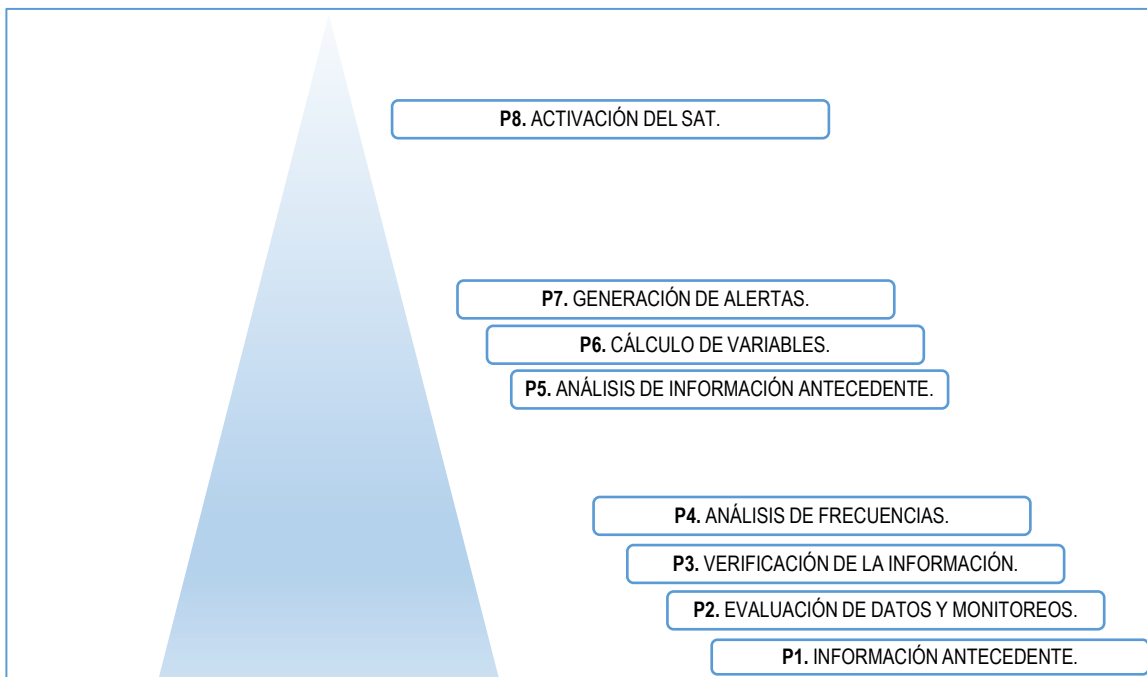 P8. ACTIVACIÓN DEL SAT.
P7. GENERACIÓN DE ALERTAS.
P6. CÁLCULO DE VARIABLES.
P5. ANÁLISIS DE INFORMACIÓN ANTECEDENTE.
P4. ANÁLISIS DE FRECUENCIAS.
P3. VERIFICACIÓN DE LA INFORMACIÓN.
P2. EVALUACIÓN DE DATOS Y MONITOREOS.
P1. INFORMACIÓN ANTECEDENTE.